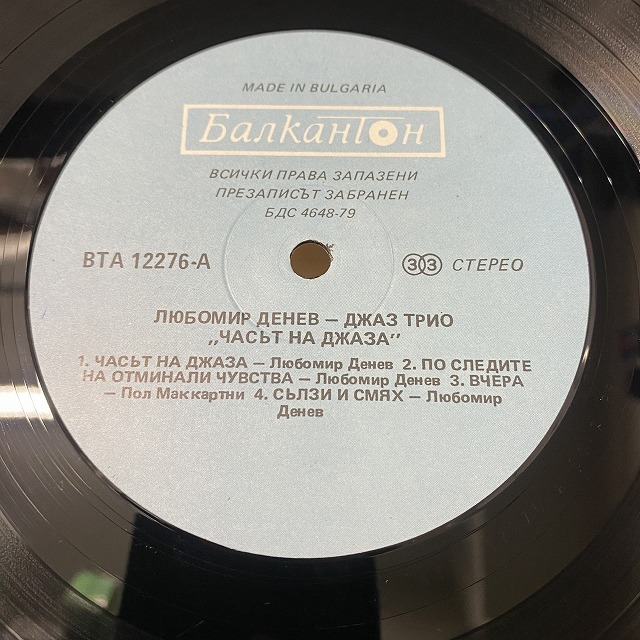 MADE IN BULGARIA
Балкантон
ВСИЧКИ ПРАВА ЗАПАЗЕНИ
ПРЕЗАПИСЪТ ЗАБРАНЕН
БДС 4648-79
ВТА 12276-А
33 СТЕРЕО
ЛЮБОМИР ДЕНЕВ – ДЖАЗ ТРИО
„ЧАСЪТ НА ДЖАЗА”
1. ЧАСЪТ НА ДЖАЗА – Любомир Денев 2. ПО СЛЕДИТЕ
НА ОТМИНАЛИ ЧУВСТВА – Любомир Денев 3. ВЧЕРА
– Пол Маккартни 4. СЪЛЗИ И СМЯХ – Любомир
Денев